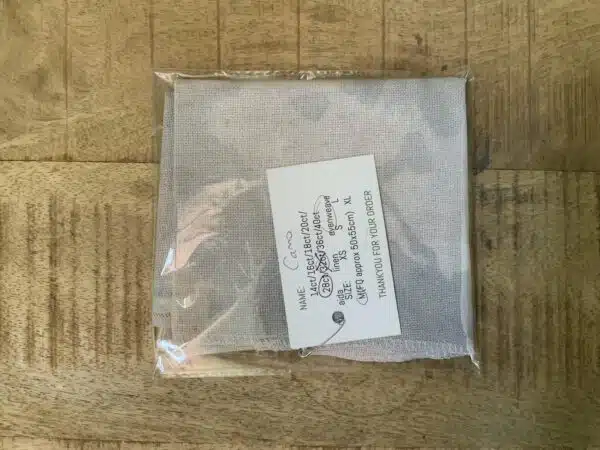 NAME: Camo
14ct/16ct/18ct/20ct/
28ct/32ct/36ct/40ct
aida linen evenweave
SIZE: XS S L
M(FQ approx 50x55cm) XL
THANKYOU FOR YOUR ORDER